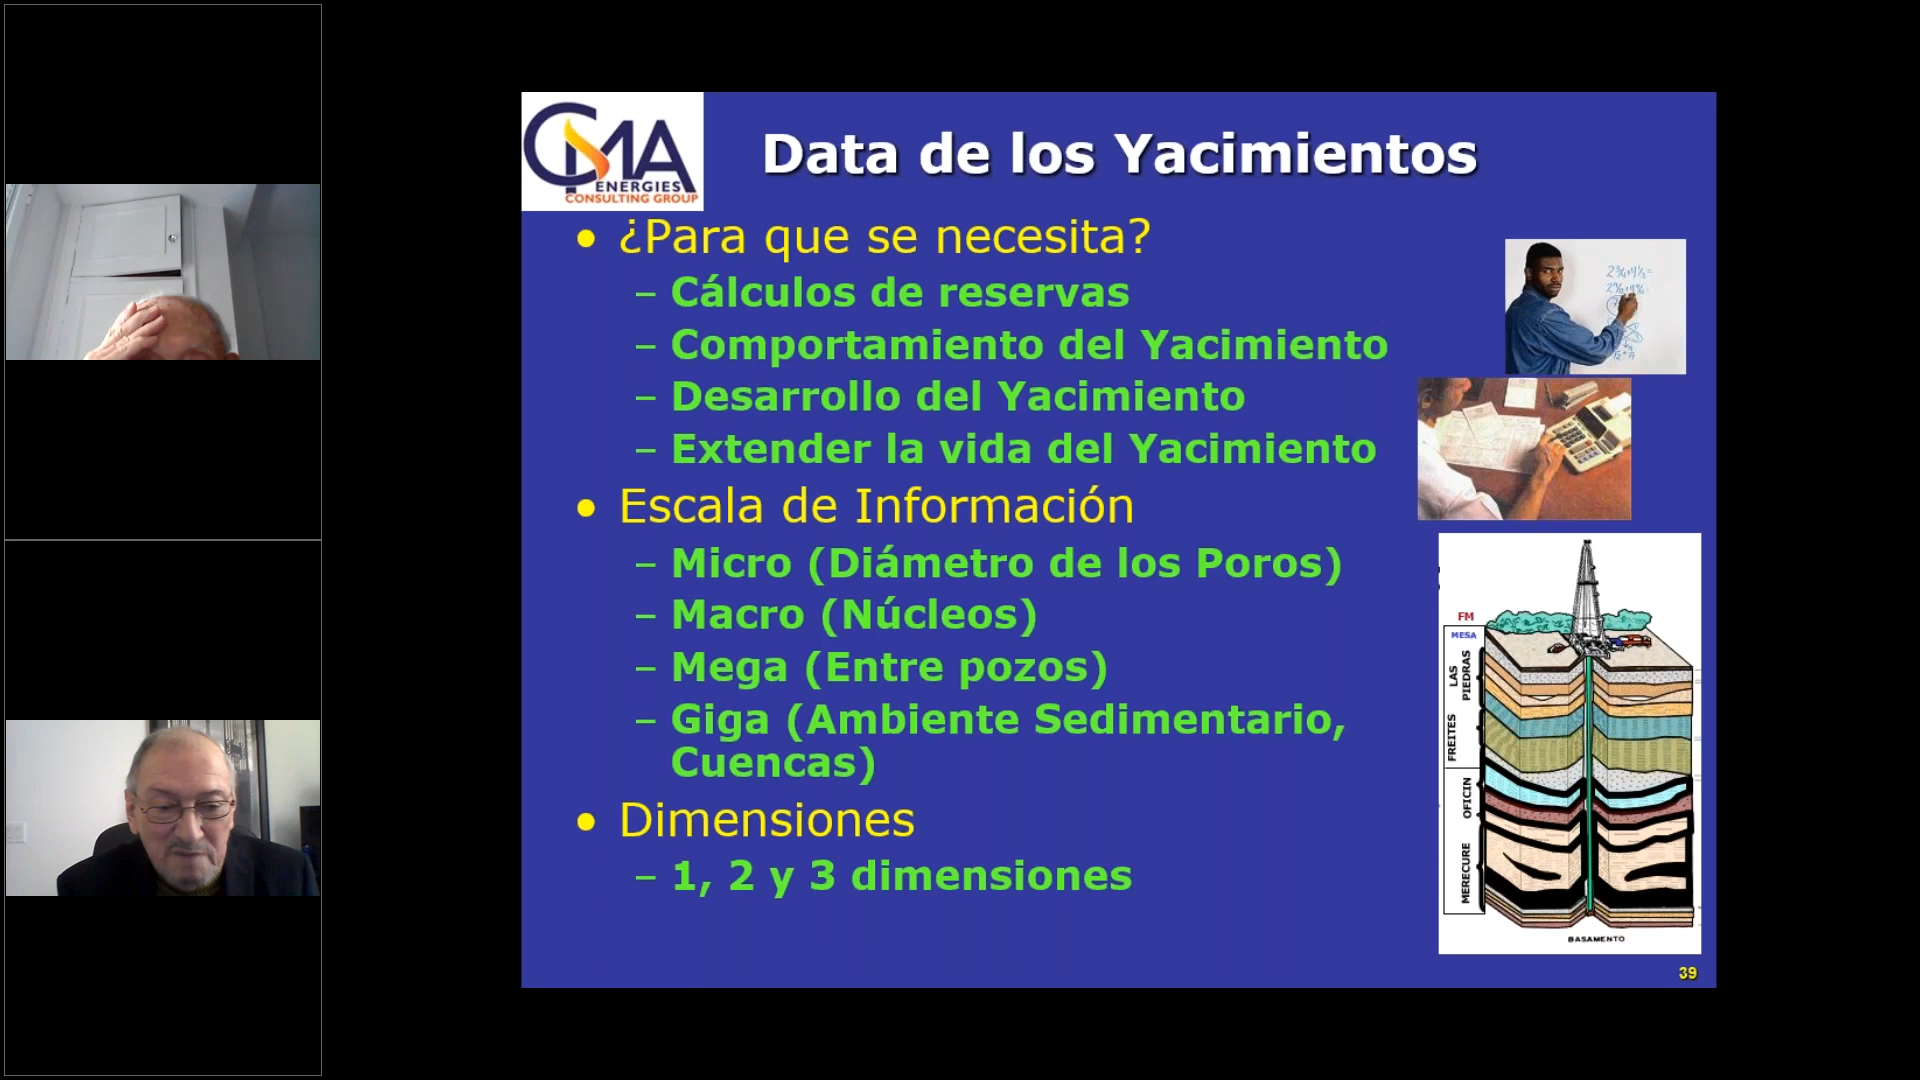 CMA
ENERGIES
CONSULTING GROUP
Data de los Yacimientos
• ¿Para que se necesita?
– Cálculos de reservas
– Comportamiento del Yacimiento
– Desarrollo del Yacimiento
– Extender la vida del Yacimiento
• Escala de Información
– Micro (Diámetro de los Poros)
– Macro (Núcleos)
– Mega (Entre pozos)
– Giga (Ambiente Sedimentario,
Cuencas)
• Dimensiones
– 1, 2 y 3 dimensiones
FM
MESA
LAS
PIEDRAS
FREITES
OFICIN
MERECURE
BASAMENTO
39